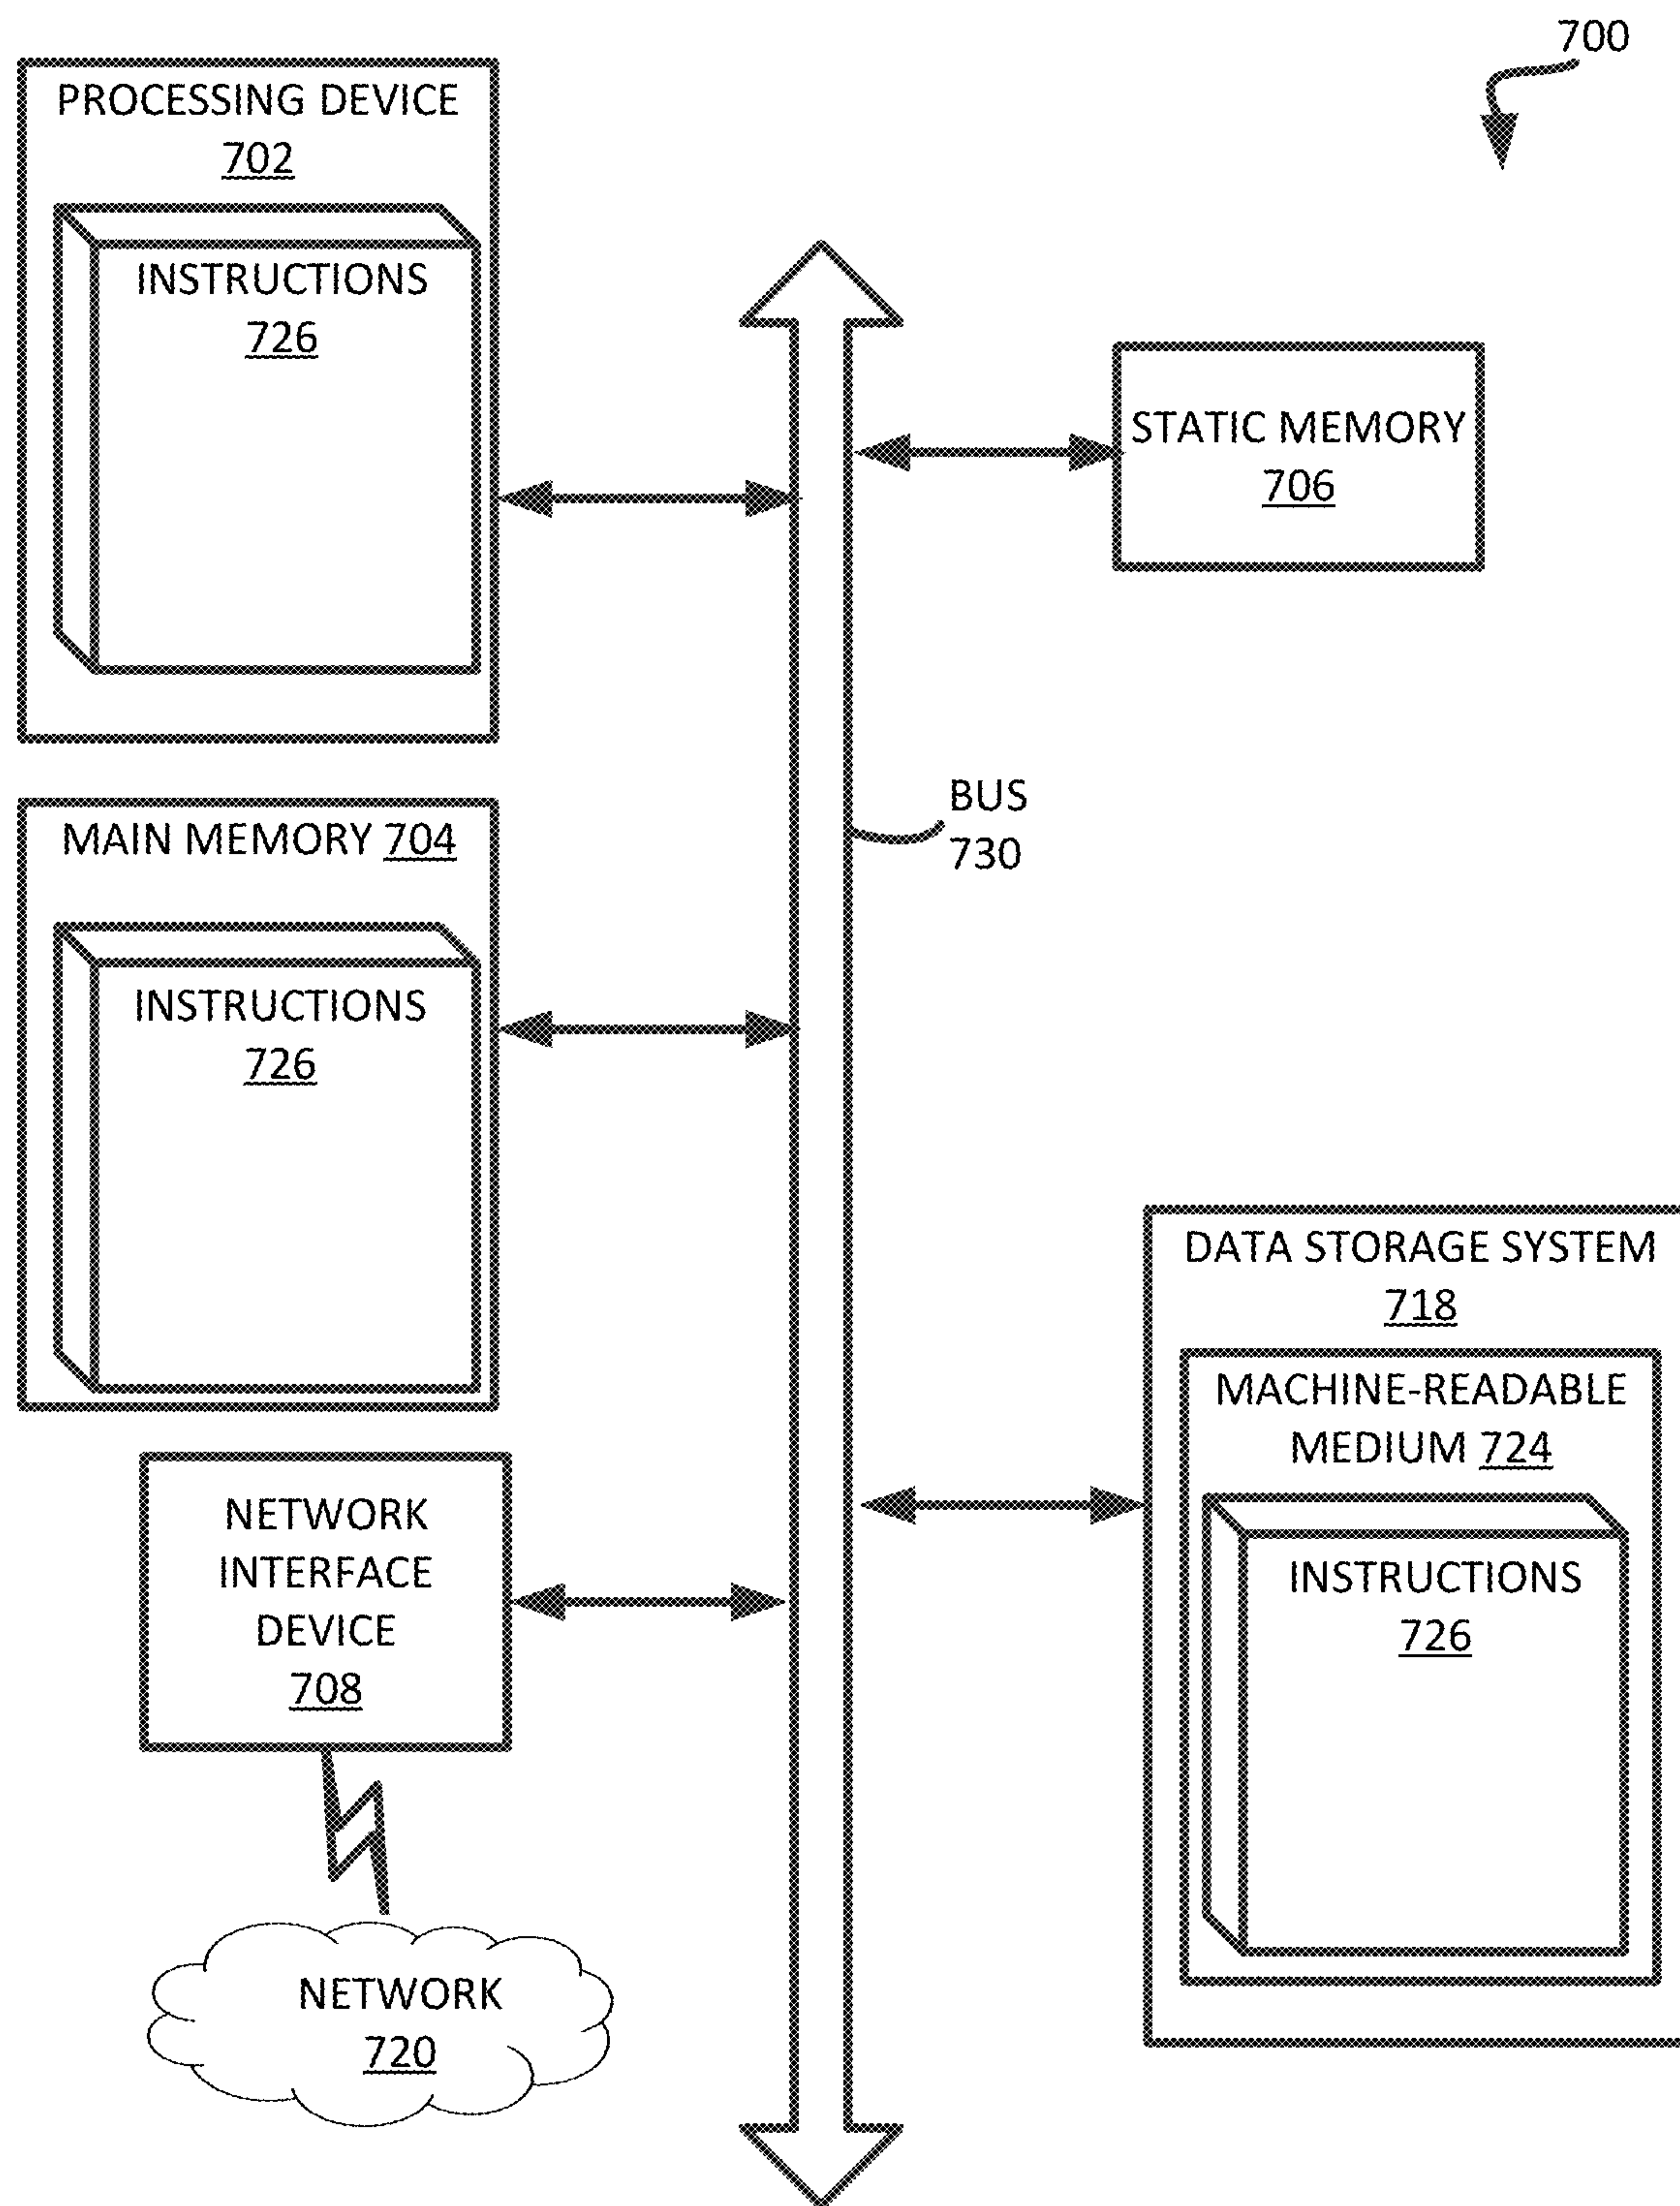 700
PROCESSING DEVICE
702
INSTRUCTIONS
726
STATIC MEMORY
706
BUS
730
MAIN MEMORY 704
INSTRUCTIONS
726
DATA STORAGE SYSTEM
718
MACHINE-READABLE
MEDIUM 724
INSTRUCTIONS
726
NETWORK
INTERFACE
DEVICE
708
NETWORK
720